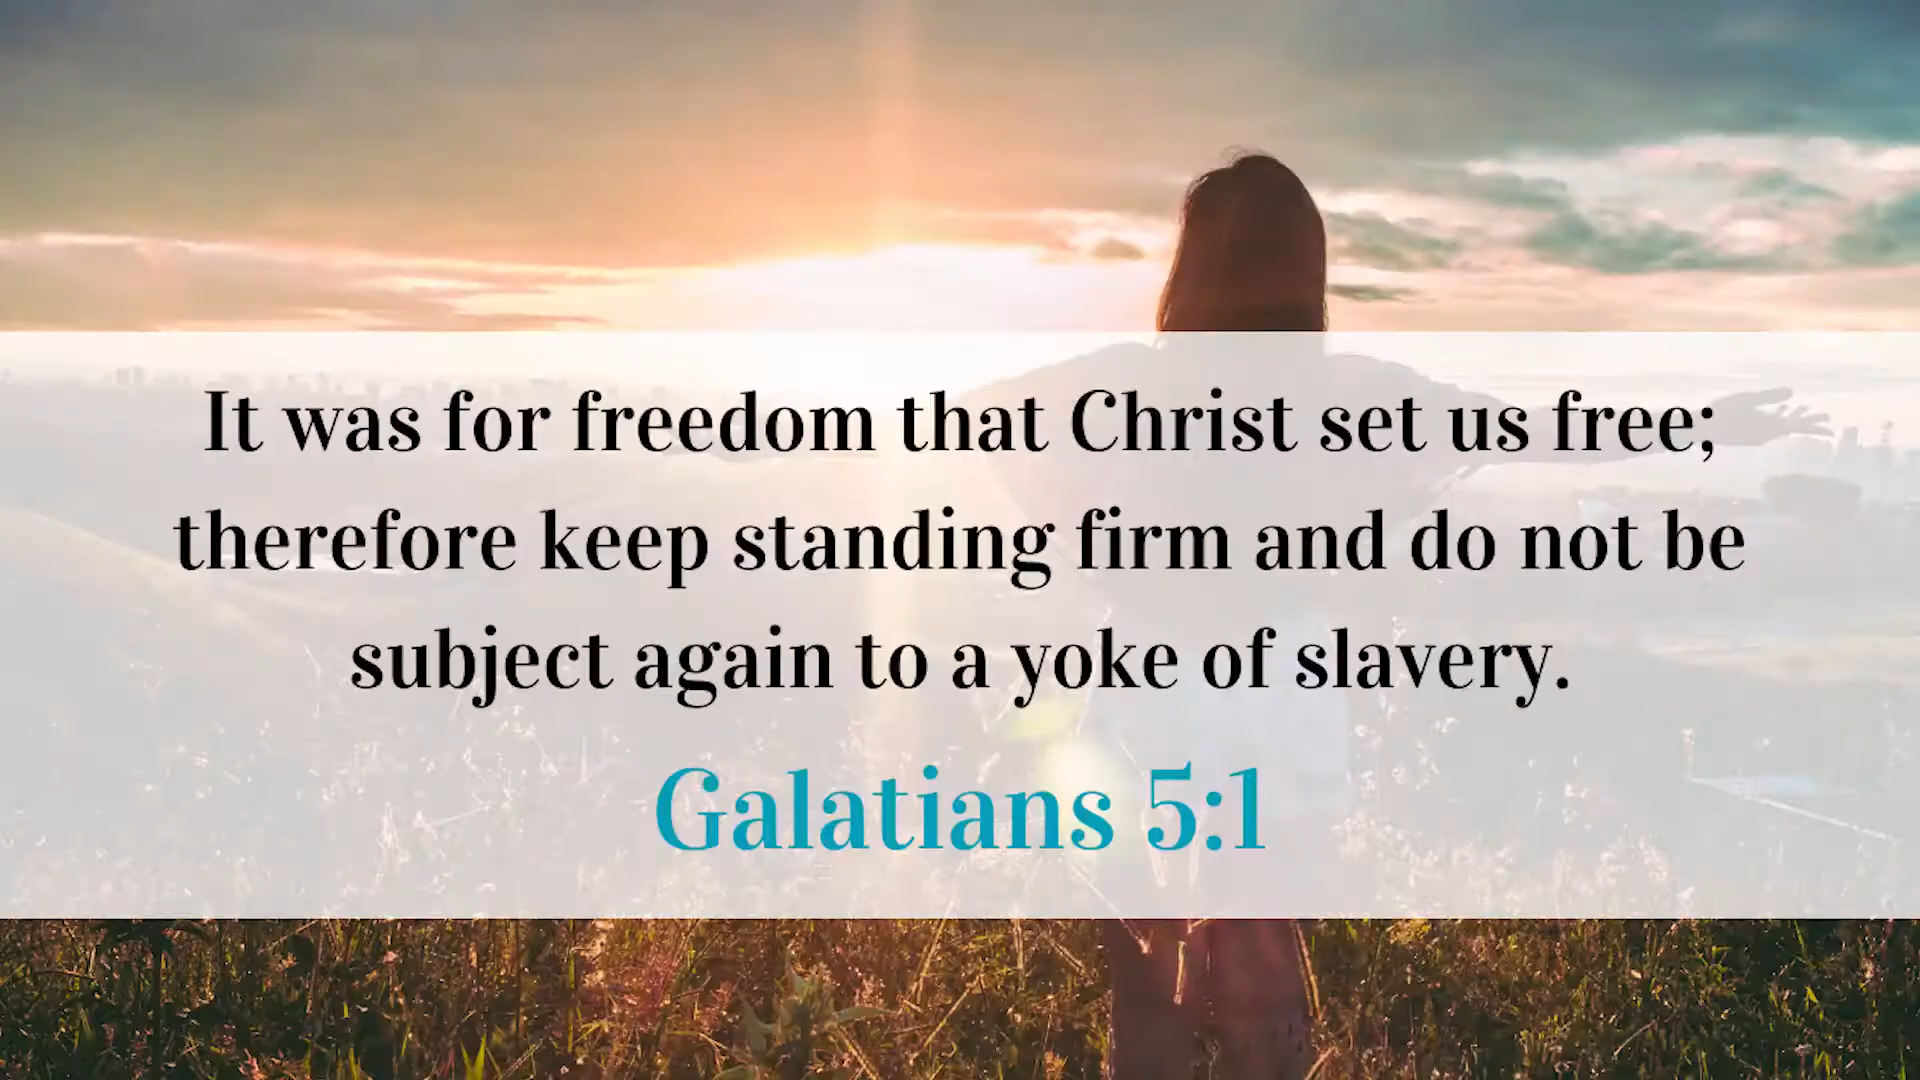 It was for freedom that Christ set us free;
therefore keep standing firm and do not be
subject again to a yoke of slavery.
Galatians 5:1